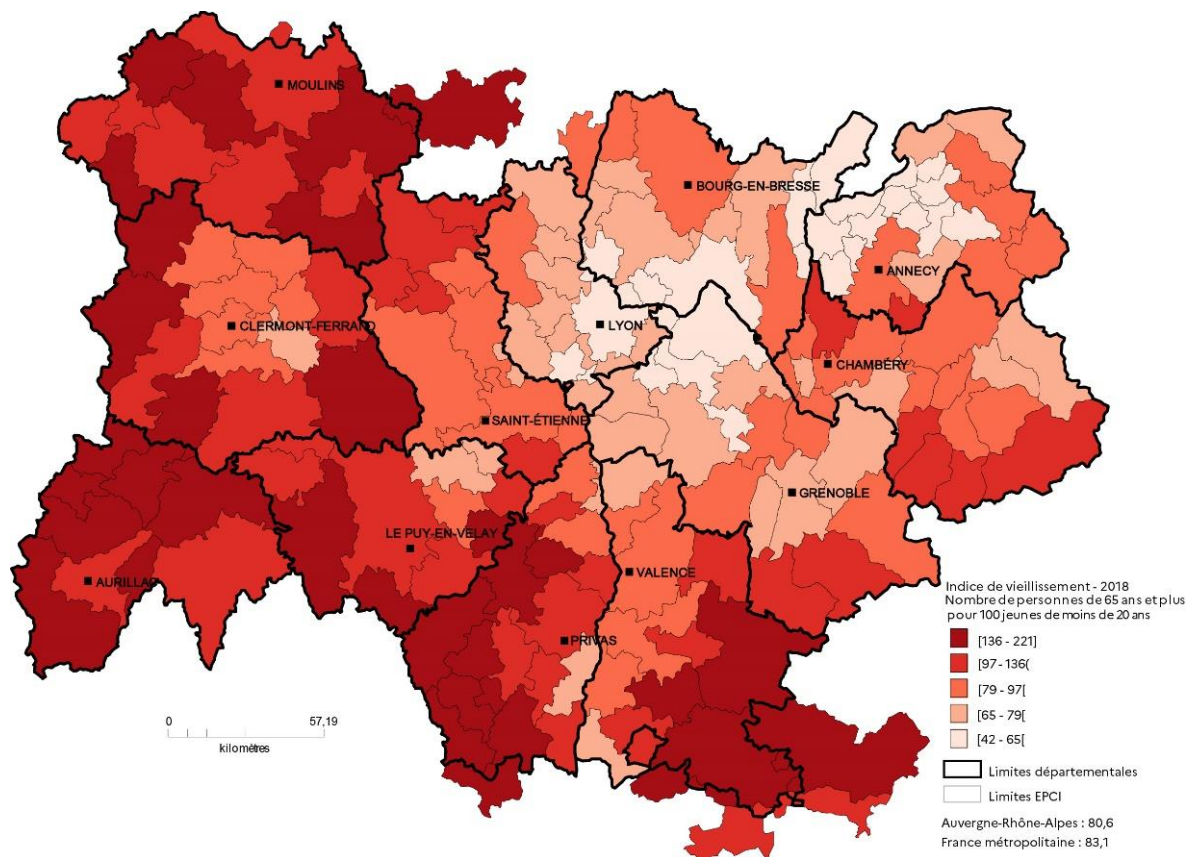 MOULINS
BOURG-EN-BRESSE
ANNECY
CLERMONT-FERRAND
LYON
CHAMBÉRY
SAINT-ÉTIENNE
GRENOBLE
LE PUY-EN-VELAY
AURILLAC
VALENCE
PRIVAS
Indice de vieillissement - 2018
Nombre de personnes de 65 ans et plus
pour 100 jeunes de moins de 20 ans
[136 - 221]
[97 - 136(
[79 - 97[
[65 - 79[
[42 - 65[
Limites départementales
Limites EPCI
Auvergne-Rhône-Alpes : 80,6
France métropolitaine : 83,1
0 57,19
kilomètres